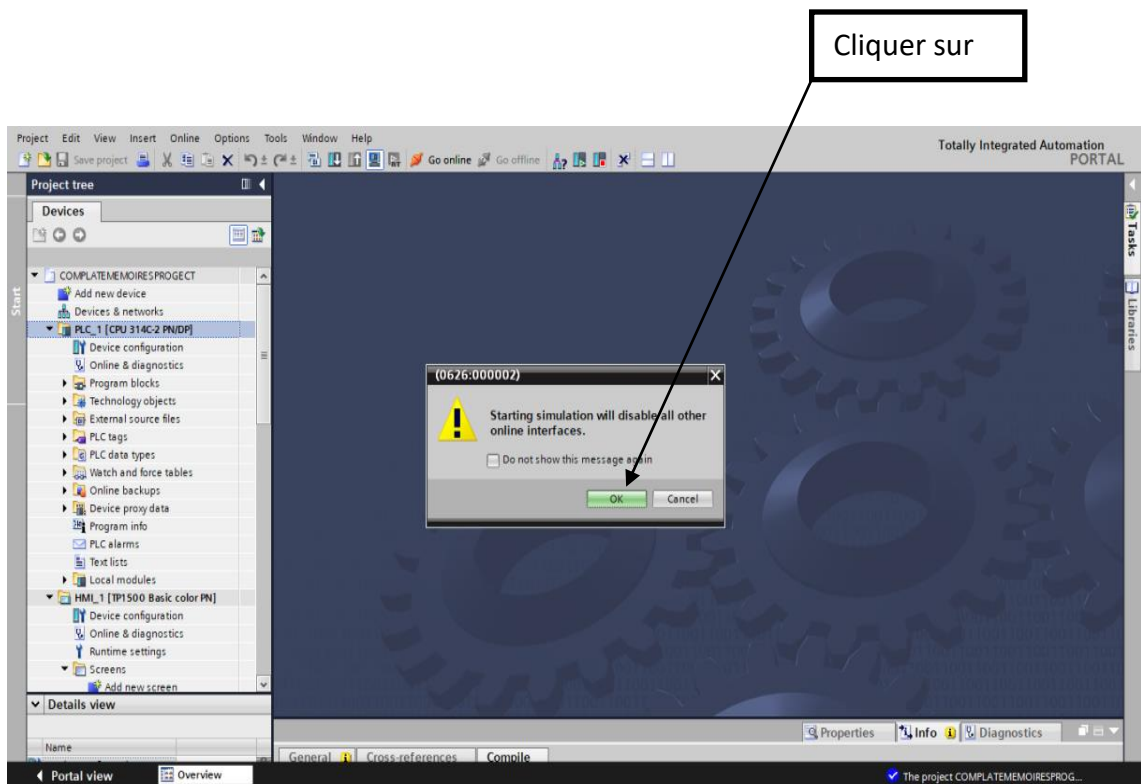 Cliquer sur
Project Edit View Insert Online Options Tools Window Help
Totally Integrated Automation
PORTAL
Save project Go online Go offline
Project tree
Devices
Start
COMPLATEMEMOIRESPROGECT
Add new device
Devices & networks
PLC_1 [CPU 314C-2 PN/DP]
Device configuration
Online & diagnostics
Program blocks
Technology objects
External source files
PLC tags
PLC data types
Watch and force tables
Online backups
Device proxy data
Program info
PLC alarms
Text lists
Local modules
HMI_1 [TP1500 Basic color PN]
Device configuration
Online & diagnostics
Runtime settings
Screens
Add new screen
Details view
Name
(0626:000002)
Starting simulation will disable all other
online interfaces.
Do not show this message again
OK Cancel
Tasks
Libraries
Properties Info Diagnostics
General Cross-references Compile
Portal view Overview
The project COMPLATEMEMOIRESPROG...